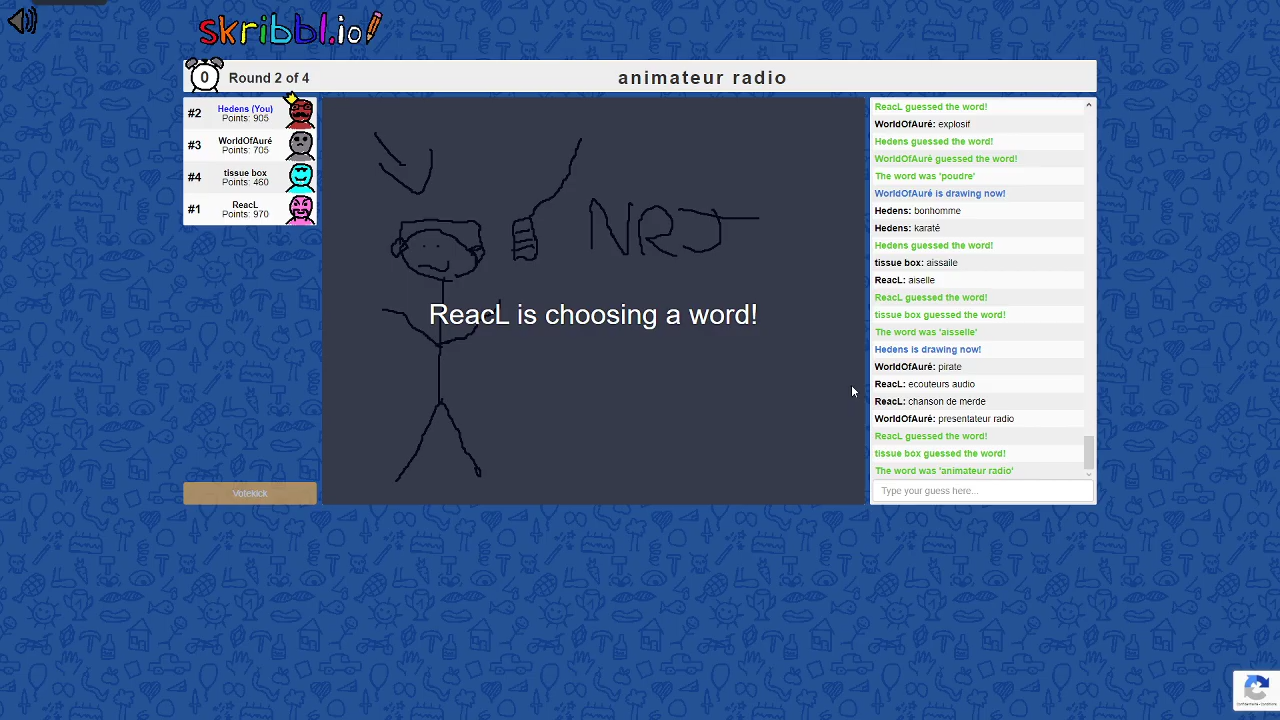 skribbl.io
0
Round 2 of 4
animateur radio
#2
Hedens (You)
Points: 905
#3
WorldOfAuré
Points: 705
#4
tissue box
Points: 460
#1
ReacL
Points: 970
Votekick
NRJ
ReacL is choosing a word!
ReacL guessed the word!
WorldOfAuré: explosif
Hedens guessed the word!
WorldOfAuré guessed the word!
The word was 'poudre'
WorldOfAuré is drawing now!
Hedens: bonhomme
Hedens: karaté
Hedens guessed the word!
tissue box: aissaile
ReacL: aiselle
ReacL guessed the word!
tissue box guessed the word!
The word was 'aisselle'
Hedens is drawing now!
WorldOfAuré: pirate
ReacL: ecouteurs audio
ReacL: chanson de merde
WorldOfAuré: presentateur radio
ReacL guessed the word!
tissue box guessed the word!
The word was 'animateur radio'
Type your guess here...